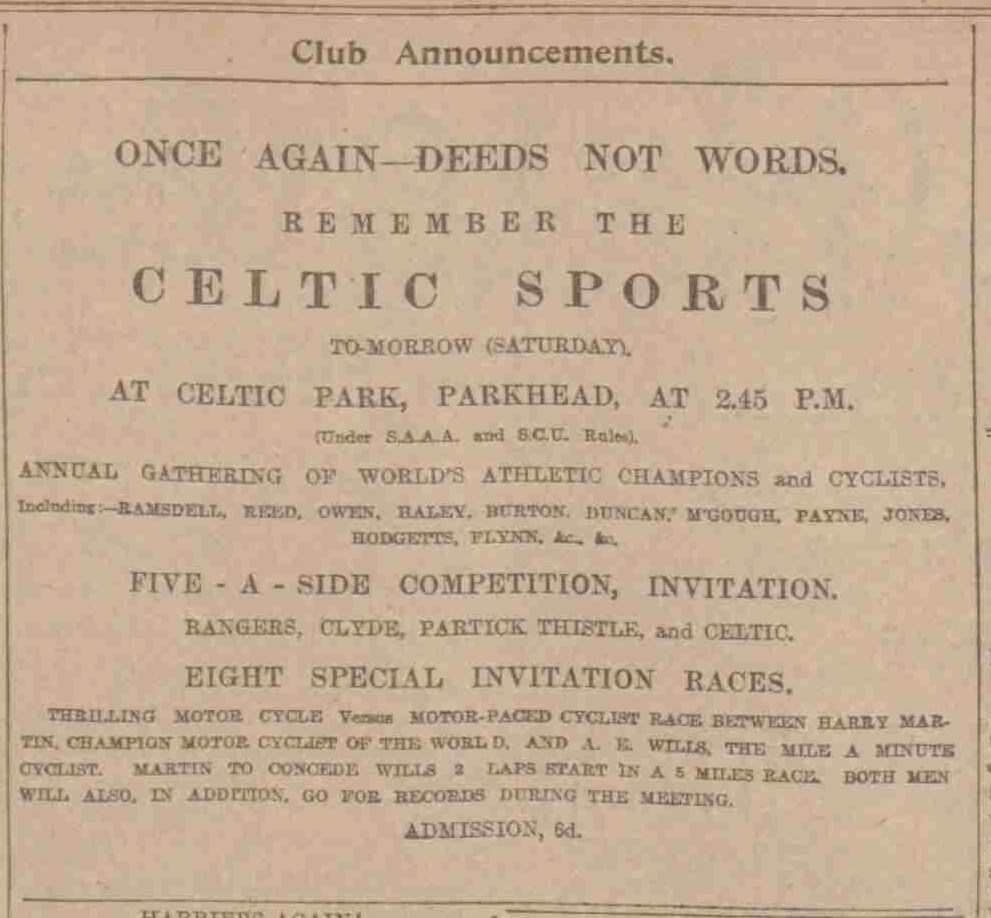 Club Announcements.
ONCE AGAIN—DEEDS NOT WORDS.
REMEMBER THE
CELTIC SPORTS
TO-MORROW (SATURDAY),
AT CELTIC PARK, PARKHEAD, AT 2.45 P.M.
(Under S.A.A.A. and S.C.U. Rules).
ANNUAL GATHERING OF WORLD'S ATHLETIC CHAMPIONS and CYCLISTS,
Including:—RAMSDELL, REED, OWEN, HALEY, BURTON, DUNCAN, M'GOUGH, PAYNE, JONES,
HODGETTS, FLYNN, &c., &c.
FIVE - A - SIDE COMPETITION, INVITATION.
RANGERS, CLYDE, PARTICK THISTLE, and CELTIC.
EIGHT SPECIAL INVITATION RACES.
THRILLING MOTOR CYCLE Versus MOTOR-PACED CYCLIST RACE BETWEEN HARRY MAR-
TIN, CHAMPION MOTOR CYCLIST OF THE WORLD, AND A. E. WILLS, THE MILE A MINUTE
CYCLIST. MARTIN TO CONCEDE WILLS 2 LAPS START IN A 5 MILES RACE. BOTH MEN
WILL ALSO, IN ADDITION, GO FOR RECORDS DURING THE MEETING.
ADMISSION, 6d.
HARRIERS AGAIN!